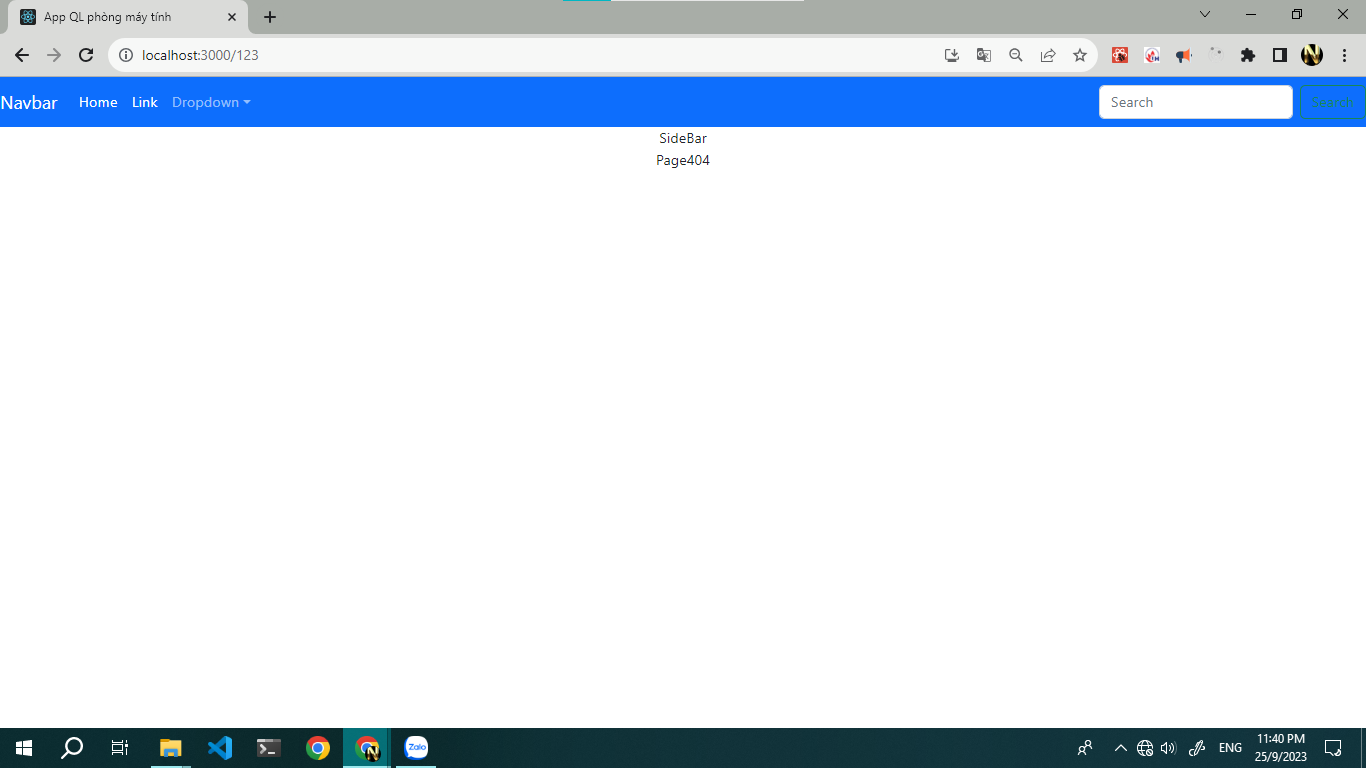 App QL phòng máy tính
localhost:3000/123
Navbar Home Link Dropdown Search Search
SideBar
Page404
Zalo ENG 11:40 PM
25/9/2023